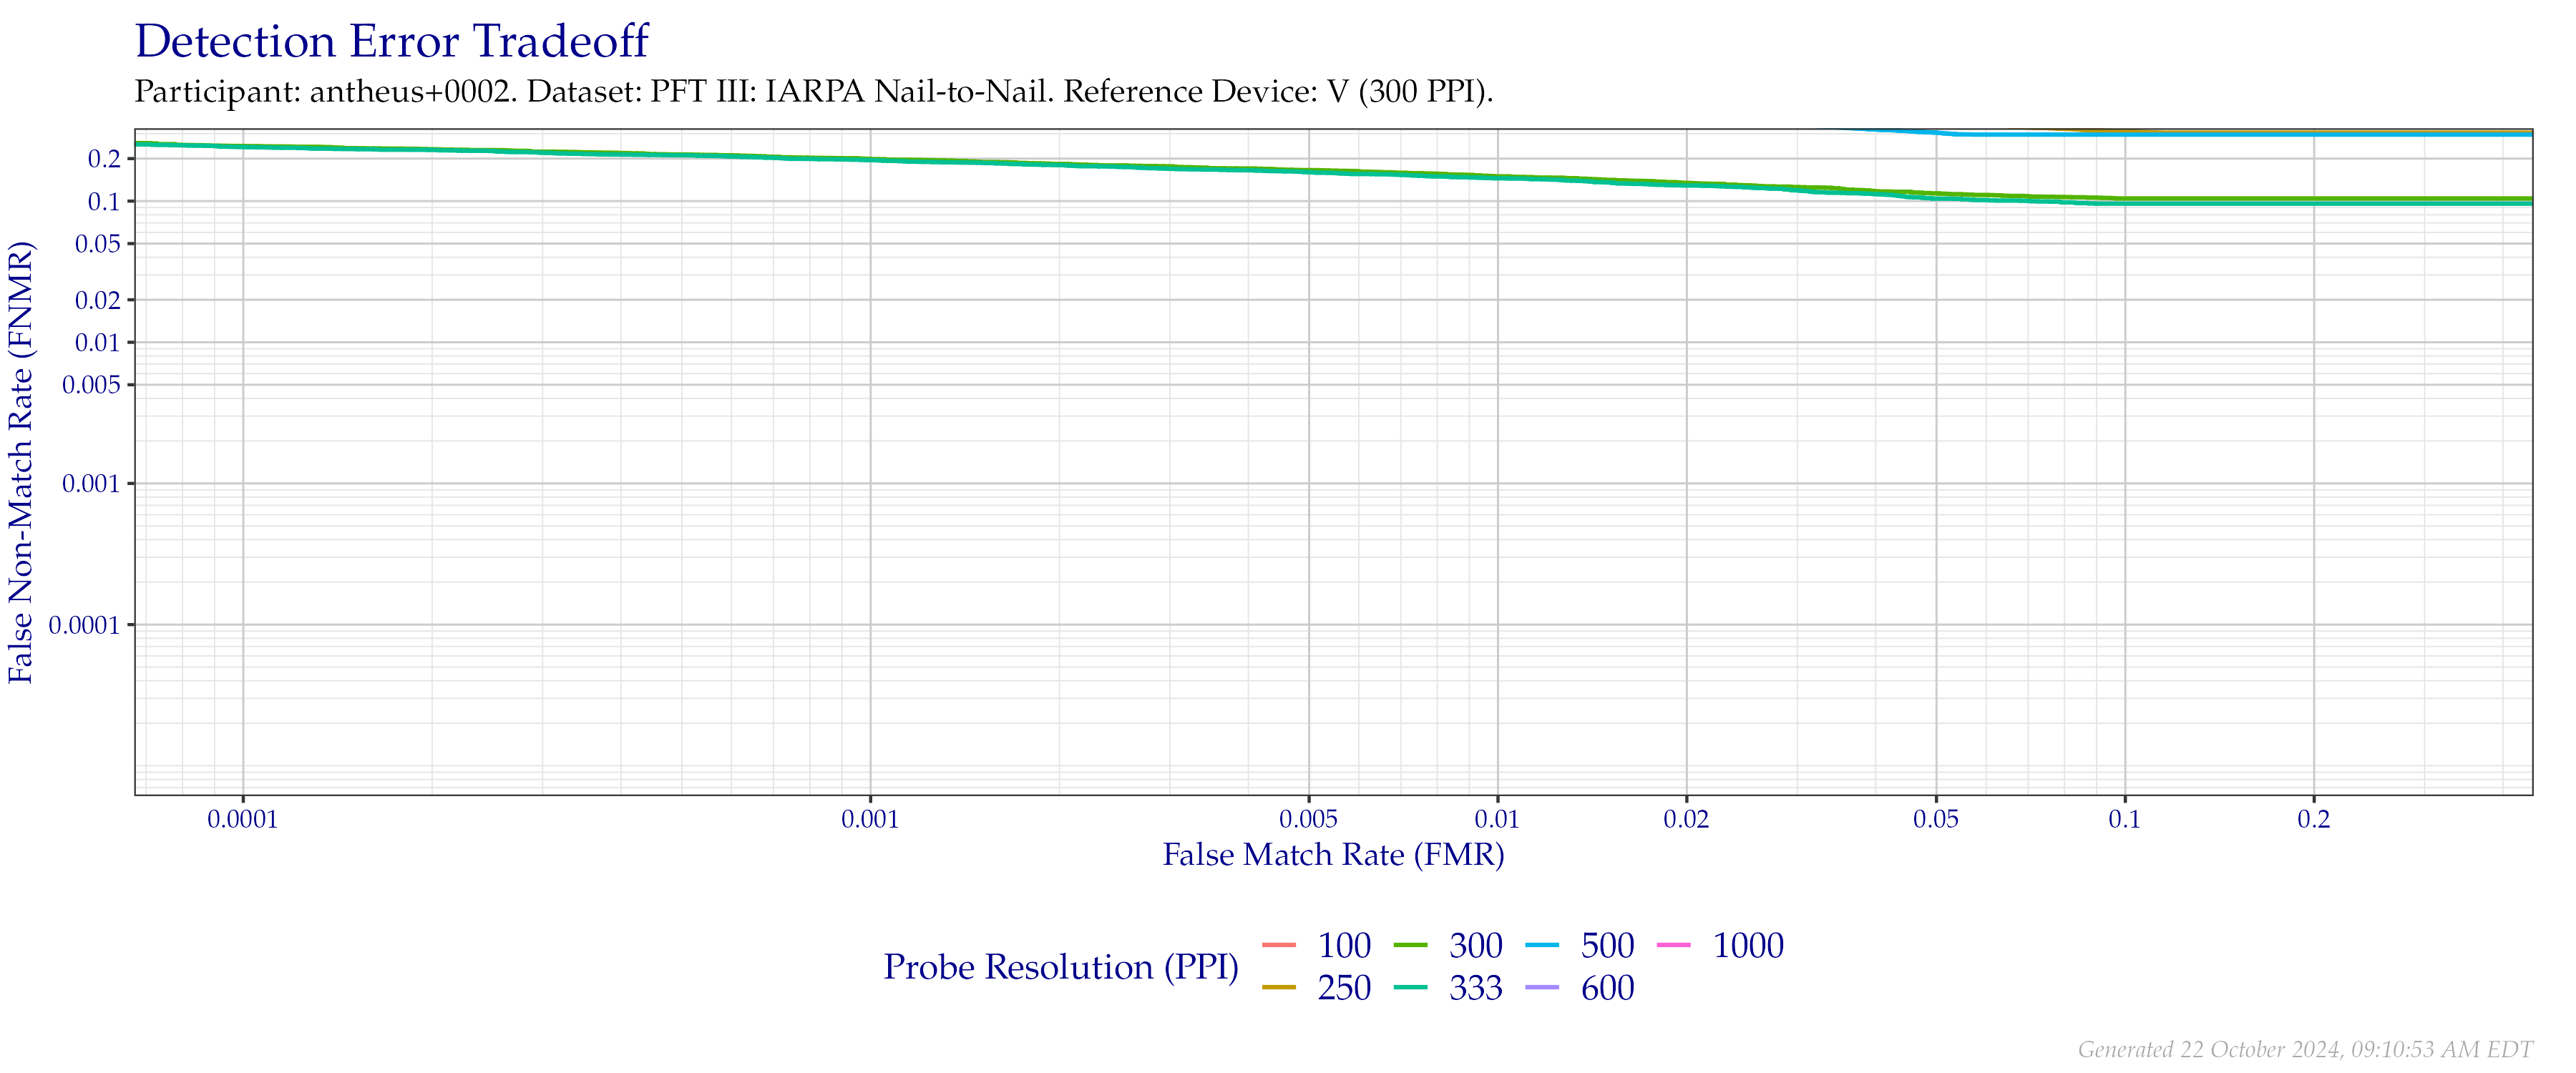 Detection Error Tradeoff
Participant: antheus+0002. Dataset: PFT III: IARPA Nail-to-Nail. Reference Device: V (300 PPI).
False Non-Match Rate (FNMR)
0.2
0.1
0.05
0.02
0.01
0.005
0.001
0.0001
0.0001 0.001 0.005 0.01 0.02 0.05 0.1 0.2
False Match Rate (FMR)
Probe Resolution (PPI)
100 300 500 1000
250 333 600
Generated 22 October 2024, 09:10:53 AM EDT